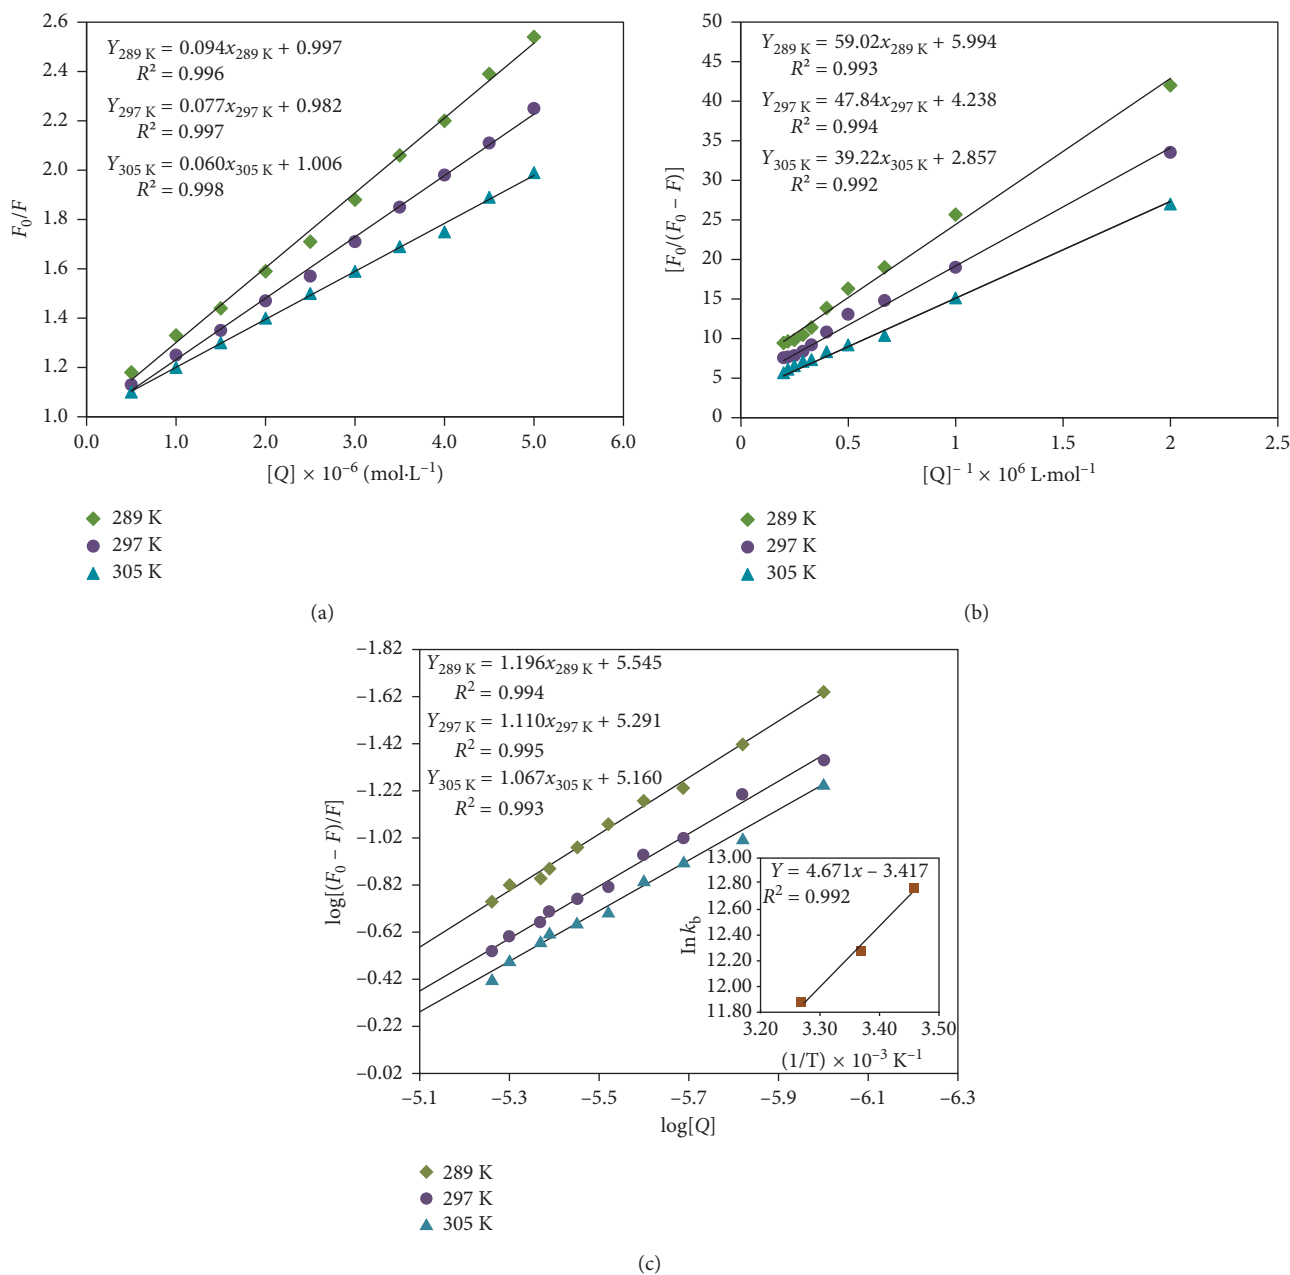 2.6
2.4
2.2
2.0
1.8
1.6
1.4
1.2
1.0
F₀/F
Y₂₈₉ K = 0.094x₂₈₉ K + 0.997
R² = 0.996
Y₂₉₇ K = 0.077x₂₉₇ K + 0.982
R² = 0.997
Y₃₀₅ K = 0.060x₃₀₅ K + 1.006
R² = 0.998
0.0 1.0 2.0 3.0 4.0 5.0 6.0
[Q] × 10⁻⁶ (mol·L⁻¹)
289 K
297 K
305 K
(a)
50
45
40
35
30
25
20
15
10
5
0
[F₀/(F₀ − F)]
Y₂₈₉ K = 59.02x₂₈₉ K + 5.994
R² = 0.993
Y₂₉₇ K = 47.84x₂₉₇ K + 4.238
R² = 0.994
Y₃₀₅ K = 39.22x₃₀₅ K + 2.857
R² = 0.992
0 0.5 1 1.5 2 2.5
[Q]⁻ ¹ × 10⁶ L·mol⁻¹
289 K
297 K
305 K
(b)
−1.82
−1.62
−1.42
−1.22
−1.02
−0.82
−0.62
−0.42
−0.22
−0.02
log[(F₀ − F)/F]
Y₂₈₉ K = 1.196x₂₈₉ K + 5.545
R² = 0.994
Y₂₉₇ K = 1.110x₂₉₇ K + 5.291
R² = 0.995
Y₃₀₅ K = 1.067x₃₀₅ K + 5.160
R² = 0.993
13.00
12.80
12.60
12.40
12.20
12.00
11.80
In k_b
Y = 4.671x – 3.417
R² = 0.992
3.20 3.30 3.40 3.50
(1/T) × 10⁻³ K⁻¹
−5.1 −5.3 −5.5 −5.7 −5.9 −6.1 −6.3
log[Q]
289 K
297 K
305 K
(c)